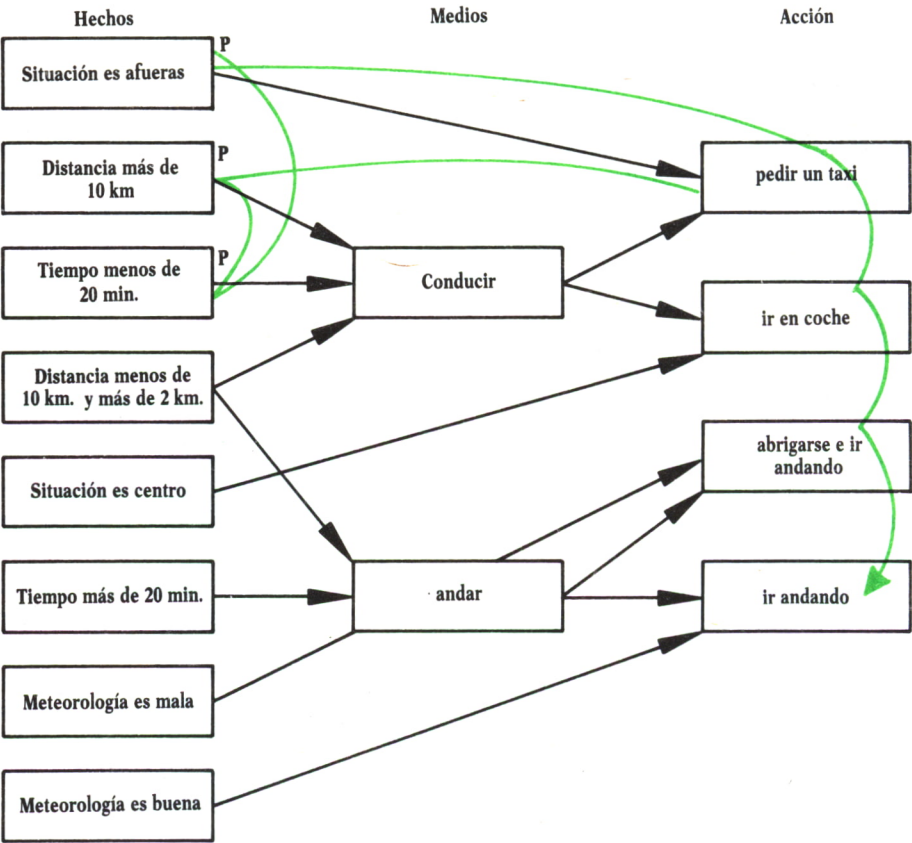 Hechos
Medios
Acción
P
Situación es afueras
P
Distancia más de
10 km
pedir un taxi
P
Tiempo menos de
20 min.
Conducir
ir en coche
Distancia menos de
10 km. y más de 2 km.
abrigarse e ir
andando
Situación es centro
Tiempo más de 20 min.
andar
ir andando
Meteorología es mala
Meteorología es buena